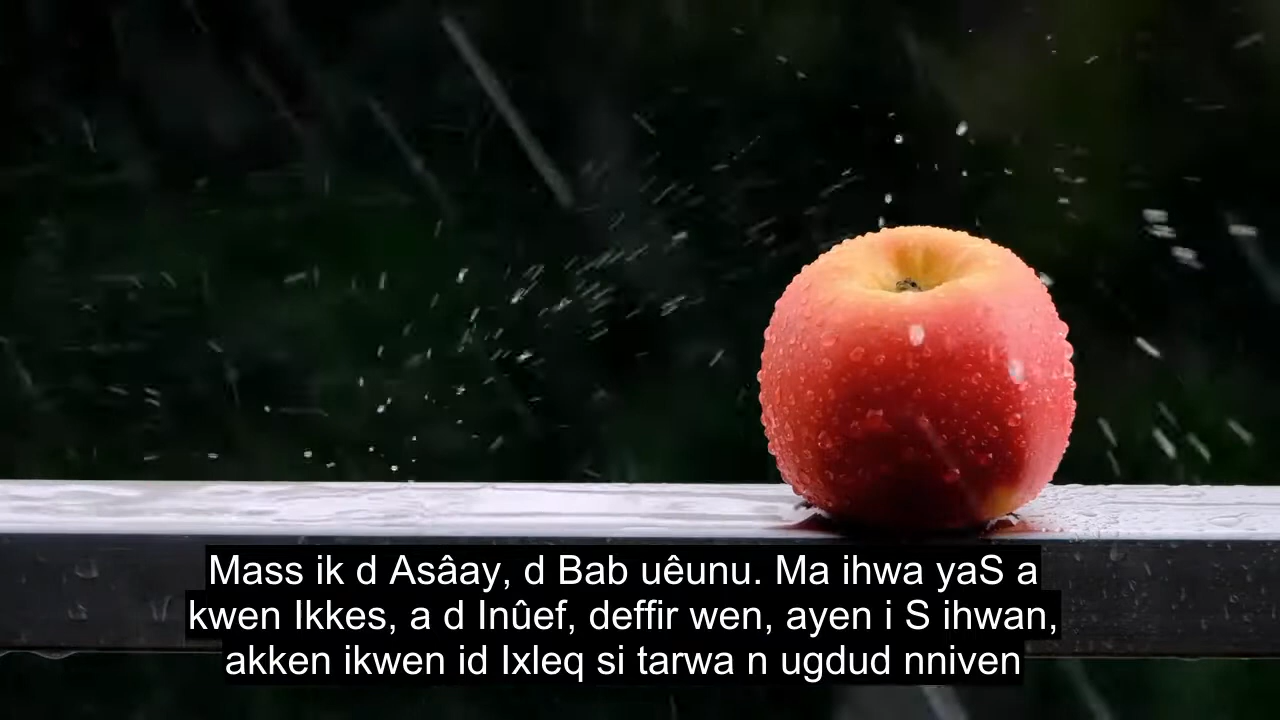 Mass ik d Asâay, d Bab uêunu. Ma ihwa yaS a
kwen Ikkes, a d Inûef, deffir wen, ayen i S ihwan,
akken ikwen id Ixleq si tarwa n ugdud nniven